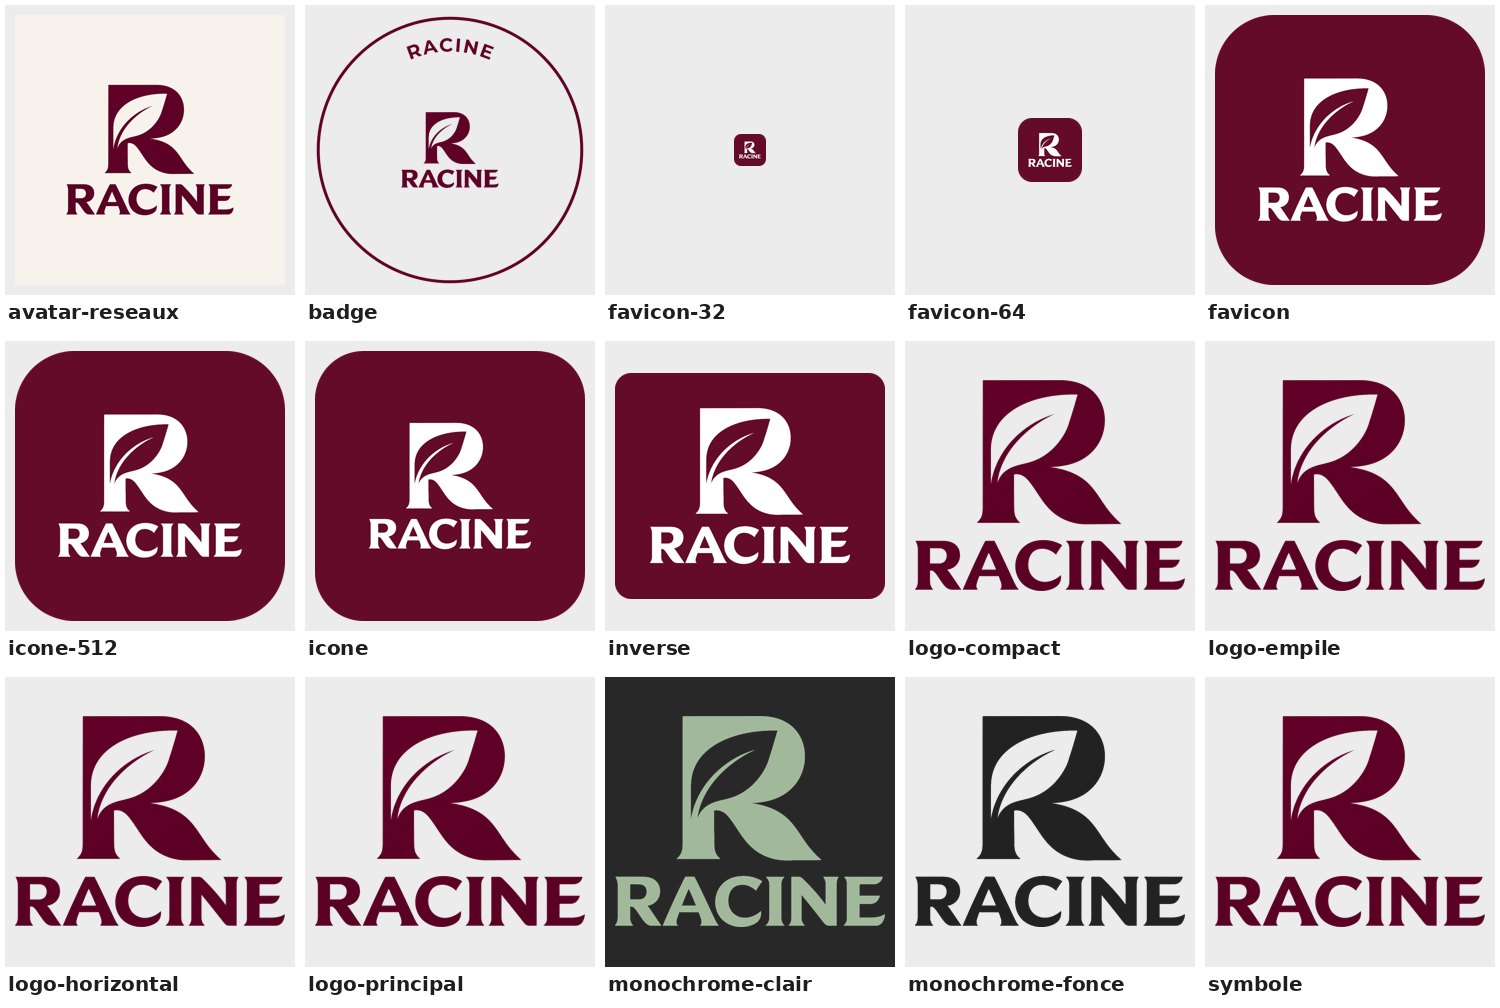 RACINE
RACINE
RACINE
RACINE
RACINE
RACINE
avatar-reseaux
badge
favicon-32
favicon-64
favicon
RACINE
RACINE
RACINE
RACINE
RACINE
icone-512
icone
inverse
logo-compact
logo-empile
RACINE
RACINE
RACINE
RACINE
RACINE
logo-horizontal
logo-principal
monochrome-clair
monochrome-fonce
symbole